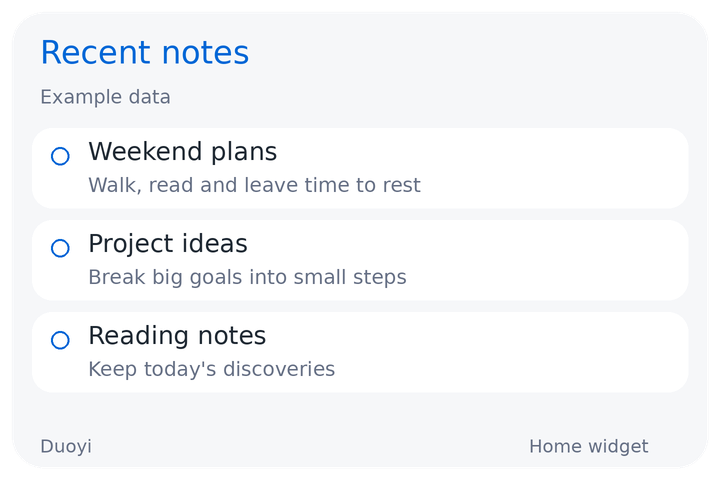 Recent notes
Example data
Weekend plans
Walk, read and leave time to rest
Project ideas
Break big goals into small steps
Reading notes
Keep today's discoveries
Duoyi
Home widget